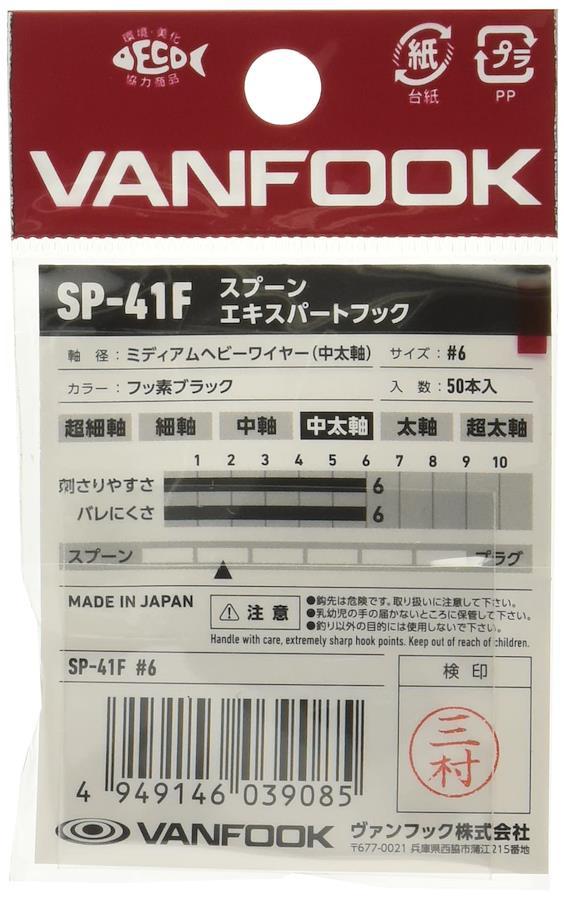 環境・美化
ECO
協力商品
紙
台紙
プラ
PP
VANFOOK
SP-41F スプーン
エキスパートフック
軸 径：ミディアムヘビーワイヤー（中太軸） サイズ：#6
カラー：フッ素ブラック 入 数：50本入
超細軸 細軸 中軸 中太軸 太軸 超太軸
1 2 3 4 5 6 7 8 9 10
刺さりやすさ 6
バレにくさ 6
スプーン プラグ
MADE IN JAPAN
注 意
●鈎先は危険です。取り扱いに注意して下さい。
●乳幼児の手の届かないところに保管して下さい。
●釣り以外の目的には使用しないで下さい。
Handle with care, extremely sharp hook points. Keep out of reach of children.
SP-41F #6
検 印
三村
4 949146 039085
VANFOOK ヴァンフック株式会社
〒677-0021 兵庫県西脇市蒲江215番地